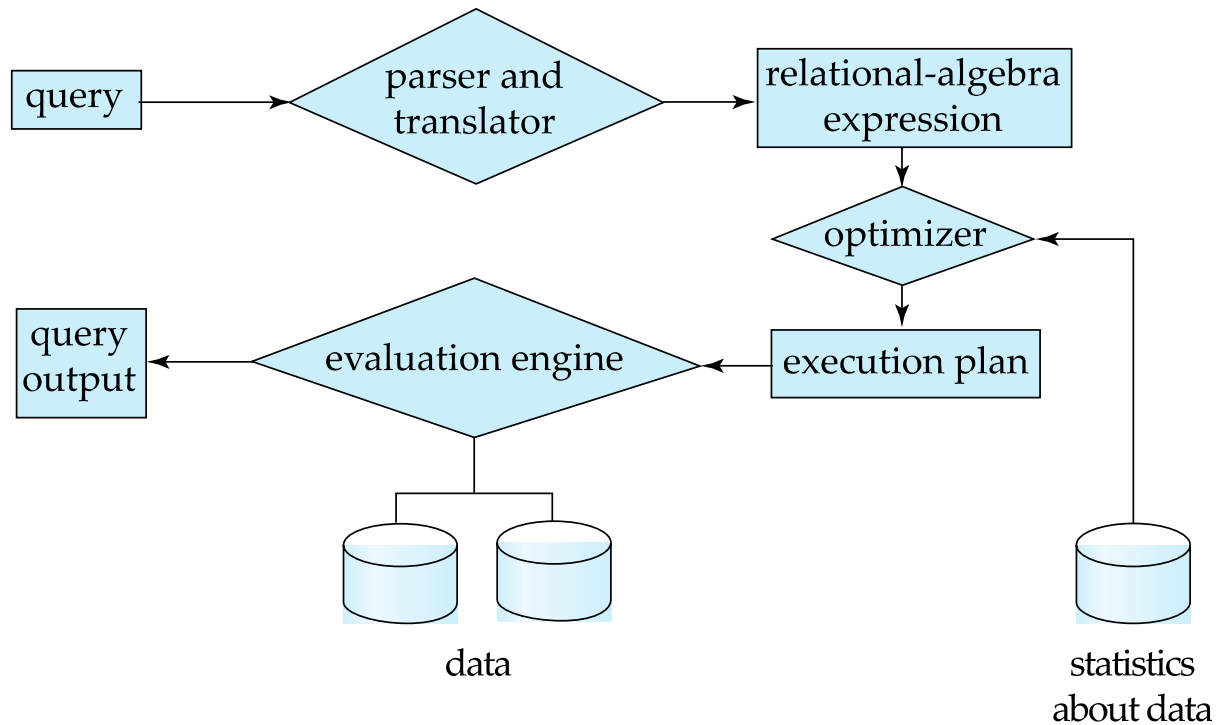 query
parser and
translator
relational-algebra
expression
optimizer
query
output
evaluation engine
execution plan
data
statistics
about data